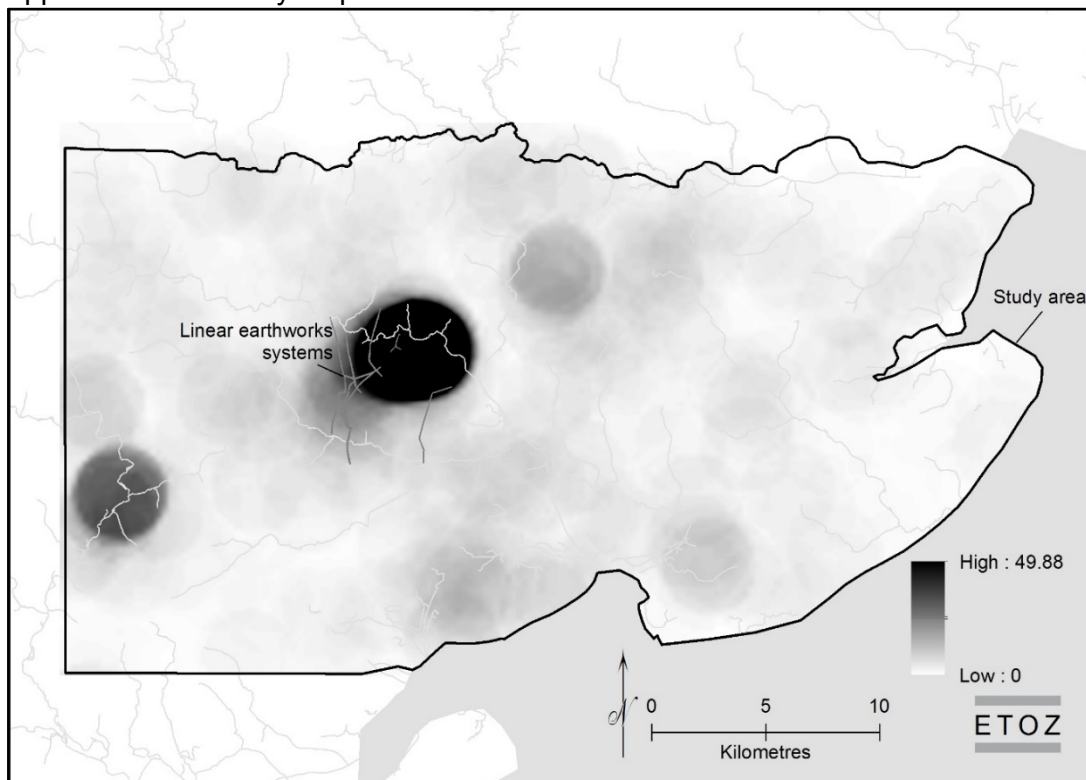 Linear earthworks
systems
Study area
High : 49.88
Low : 0
N
0 5 10
Kilometres
ETOZ